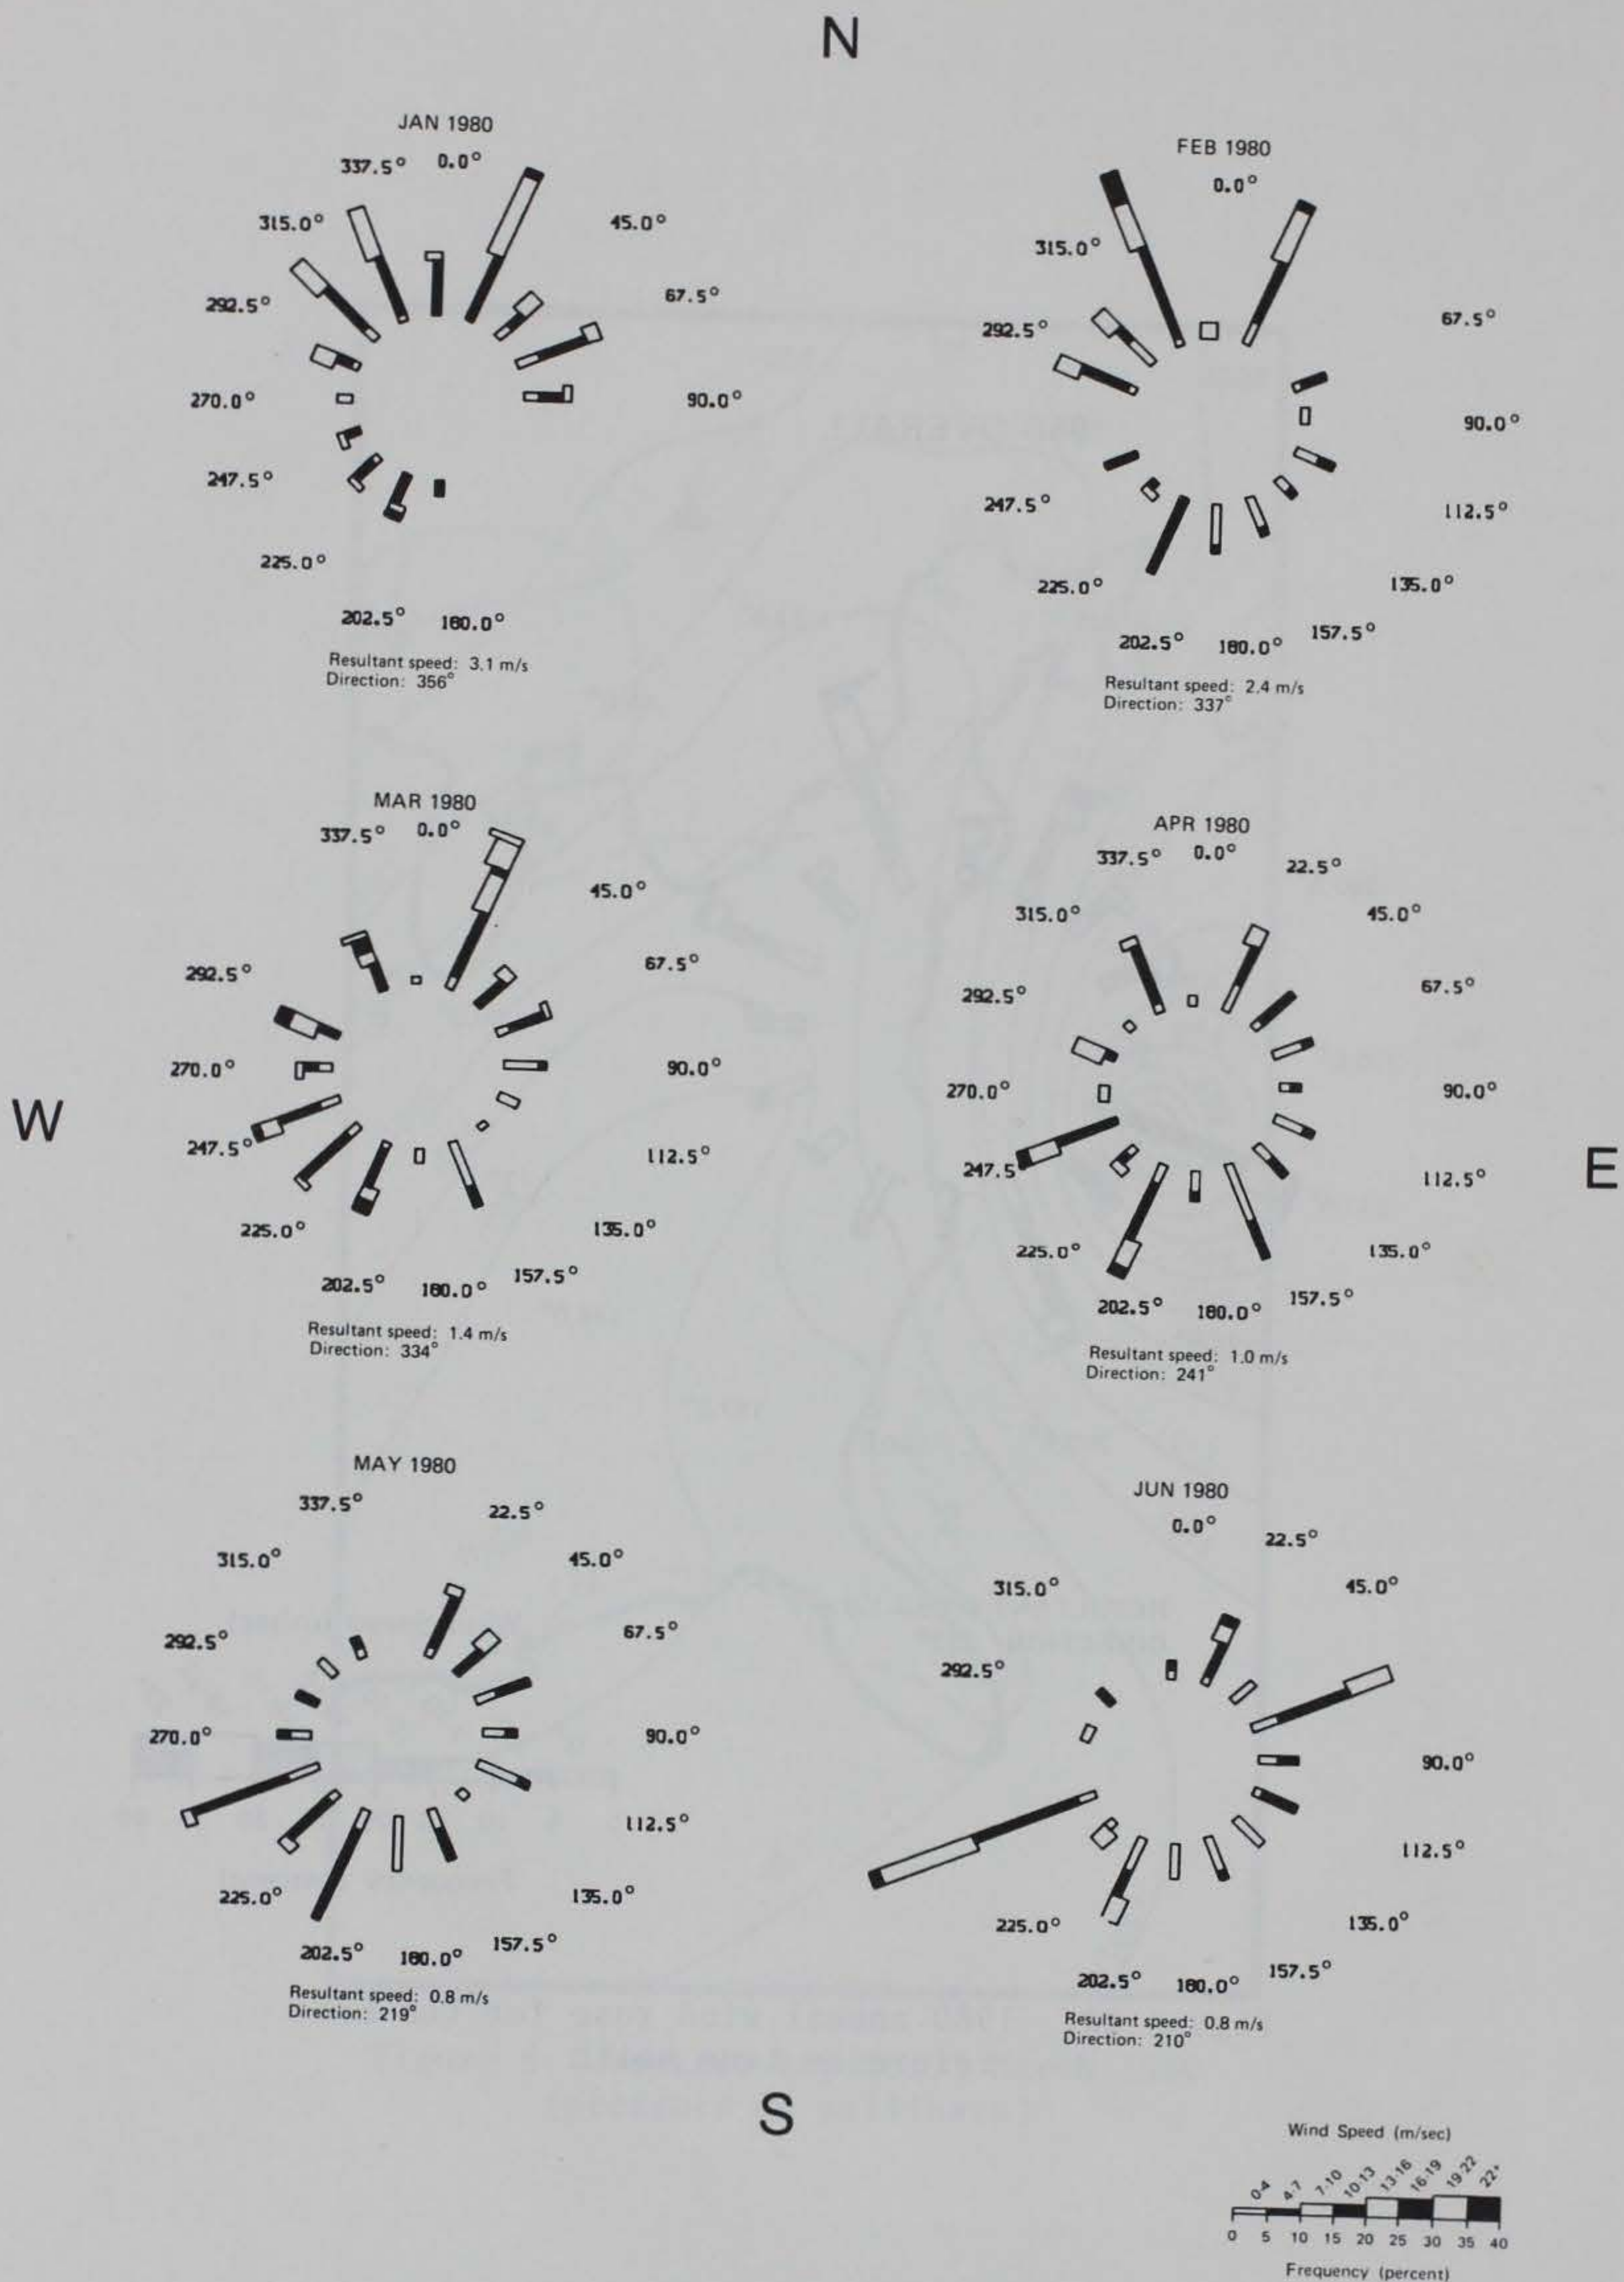 N
JAN 1980
337.5° 0.0°
315.0° 45.0°
292.5° 67.5°
270.0° 90.0°
247.5°
225.0°
202.5° 180.0°
Resultant speed: 3.1 m/s
Direction: 356°
FEB 1980
0.0°
315.0°
292.5° 67.5°
90.0°
247.5° 112.5°
225.0° 135.0°
202.5° 180.0° 157.5°
Resultant speed: 2.4 m/s
Direction: 337°
MAR 1980
337.5° 0.0°
45.0°
292.5° 67.5°
270.0° 90.0°
247.5° 112.5°
225.0° 135.0°
202.5° 180.0° 157.5°
Resultant speed: 1.4 m/s
Direction: 334°
APR 1980
337.5° 0.0° 22.5°
315.0° 45.0°
292.5° 67.5°
270.0° 90.0°
247.5 112.5°
225.0° 135.0°
202.5° 180.0° 157.5°
Resultant speed: 1.0 m/s
Direction: 241°
W
E
MAY 1980
337.5° 22.5°
315.0° 45.0°
292.5° 67.5°
270.0° 90.0°
112.5°
225.0° 135.0°
202.5° 180.0° 157.5°
Resultant speed: 0.8 m/s
Direction: 219°
JUN 1980
0.0° 22.5°
315.0° 45.0°
292.5°
90.0°
112.5°
225.0° 135.0°
202.5° 180.0° 157.5°
Resultant speed: 0.8 m/s
Direction: 210°
S
Wind Speed (m/sec)
0-4 4-7 7-10 10-13 13-16 16-19 19-22 22+
0 5 10 15 20 25 30 35 40
Frequency (percent)